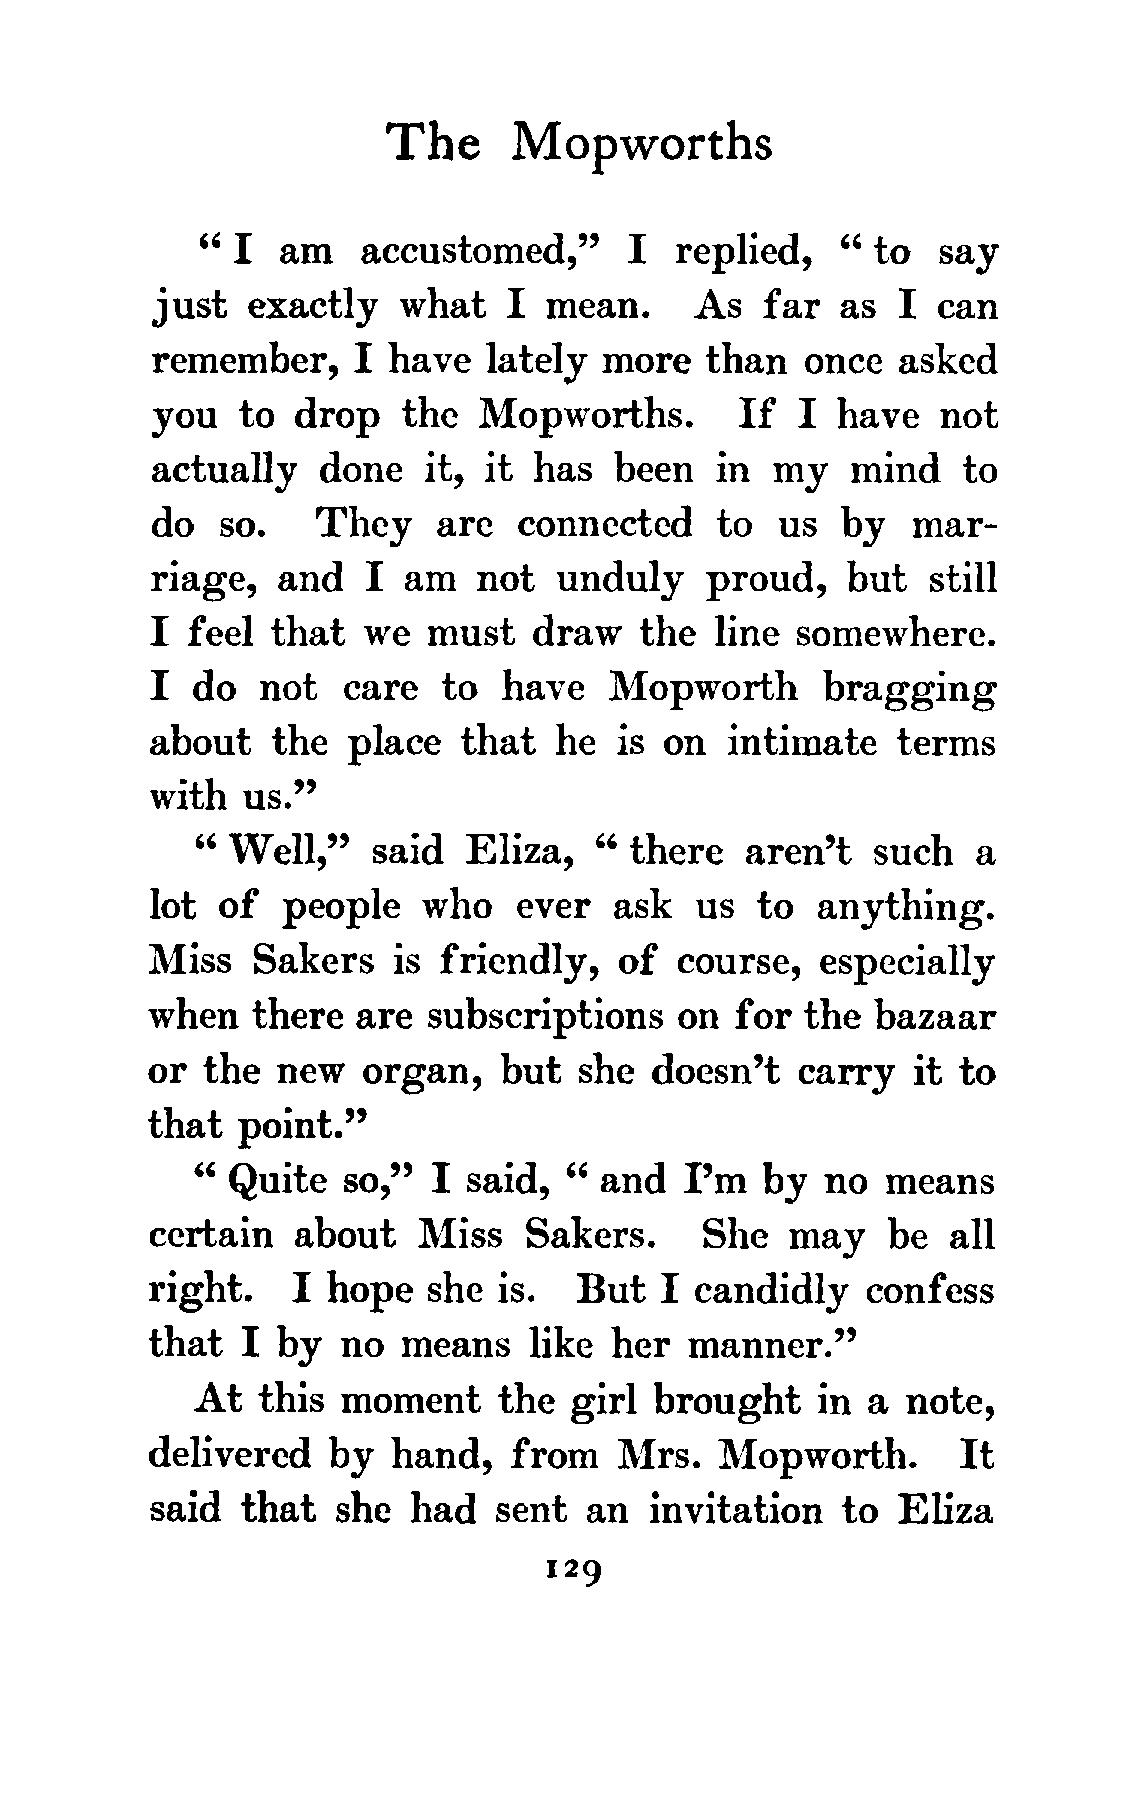 The Mopworths
“ I am accustomed,” I replied, “ to say
just exactly what I mean. As far as I can
remember, I have lately more than once asked
you to drop the Mopworths. If I have not
actually done it, it has been in my mind to
do so. They are connected to us by mar-
riage, and I am not unduly proud, but still
I feel that we must draw the line somewhere.
I do not care to have Mopworth bragging
about the place that he is on intimate terms
with us.”
“ Well,” said Eliza, “ there aren’t such a
lot of people who ever ask us to anything.
Miss Sakers is friendly, of course, especially
when there are subscriptions on for the bazaar
or the new organ, but she doesn’t carry it to
that point.”
“ Quite so,” I said, “ and I’m by no means
certain about Miss Sakers. She may be all
right. I hope she is. But I candidly confess
that I by no means like her manner.”
At this moment the girl brought in a note,
delivered by hand, from Mrs. Mopworth. It
said that she had sent an invitation to Eliza
129